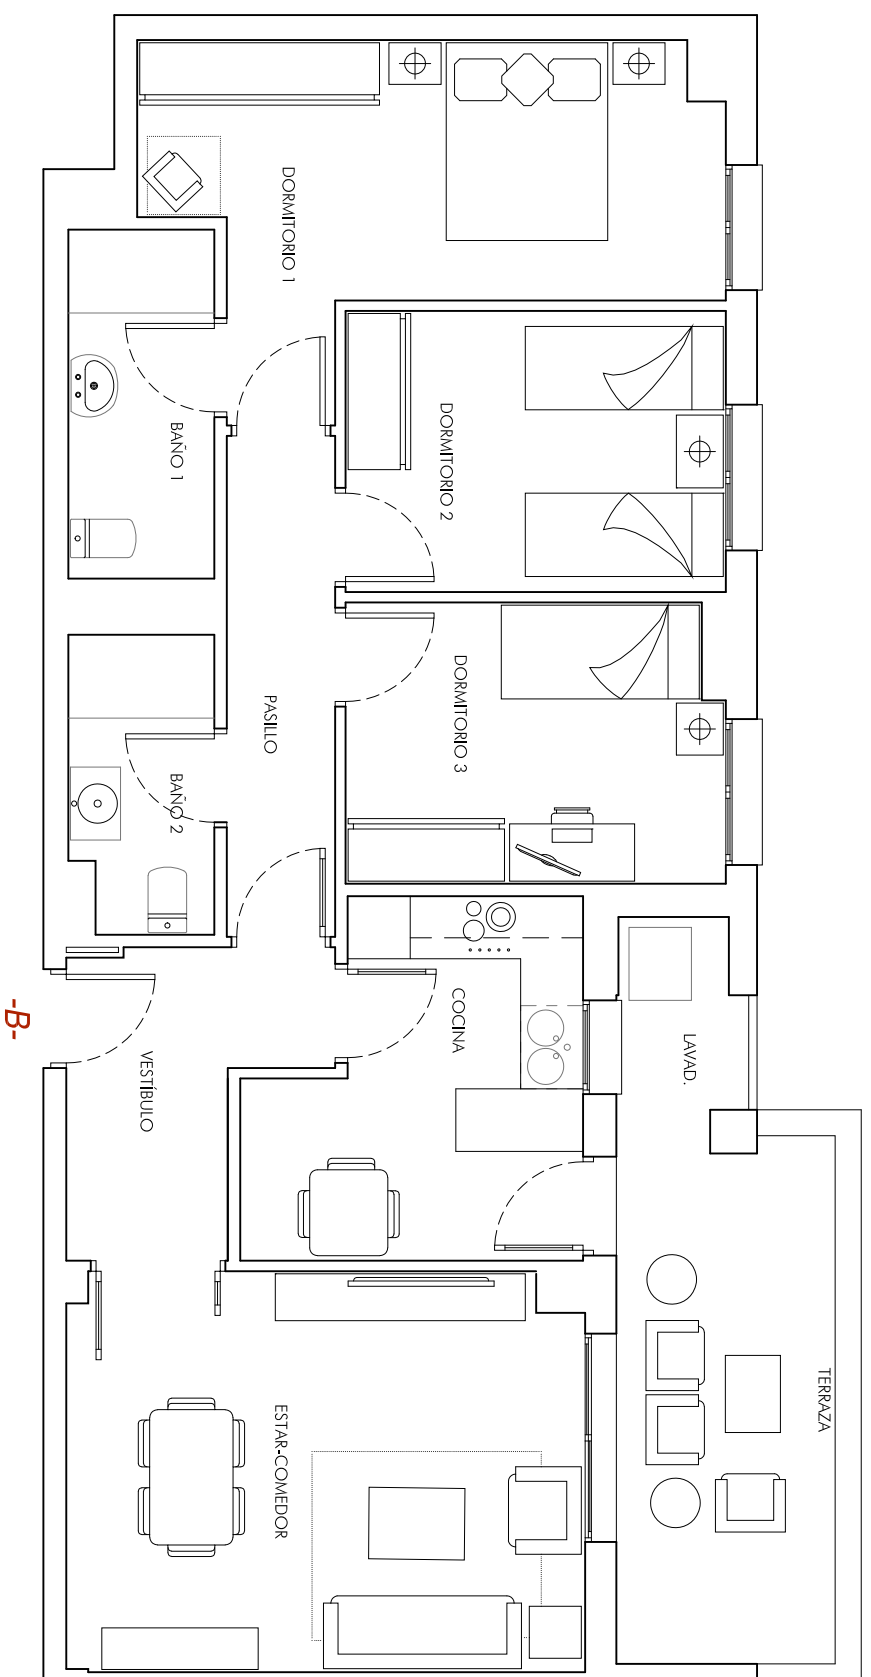 DORMITORIO 1
BAÑO 1
DORMITORIO 2
DORMITORIO 3
PASILLO
BAÑO 2
COCINA
LAVAD.
VESTÍBULO
-B-
TERRAZA
ESTAR-COMEDOR